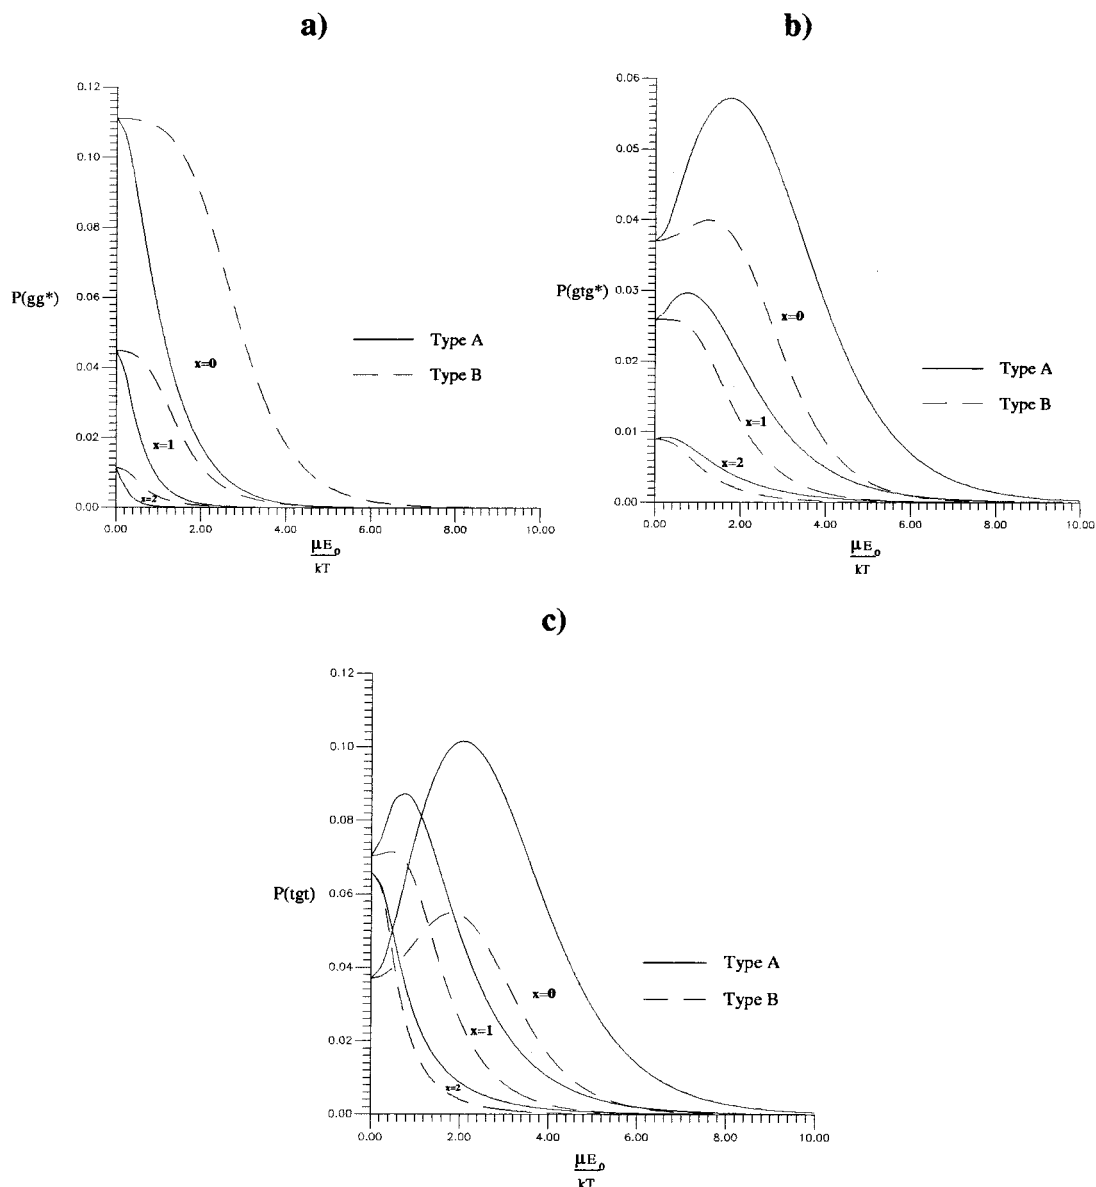 a)
0.12
0.10
0.08
P(gg*)
0.06
0.04
0.02
0.00
x=0
x=1
x=2
Type A
Type B
0.00 2.00 4.00 6.00 8.00 10.00
μE₀
kT
b)
0.06
0.05
0.04
P(gtg*)
0.03
0.02
0.01
0.00
x=0
x=1
x=2
Type A
Type B
0.00 2.00 4.00 6.00 8.00 10.00
μE₀
kT
c)
0.12
0.10
0.08
P(tgt)
0.06
0.04
0.02
0.00
x=0
x=1
x=2
Type A
Type B
0.00 2.00 4.00 6.00 8.00 10.00
μE₀
kT